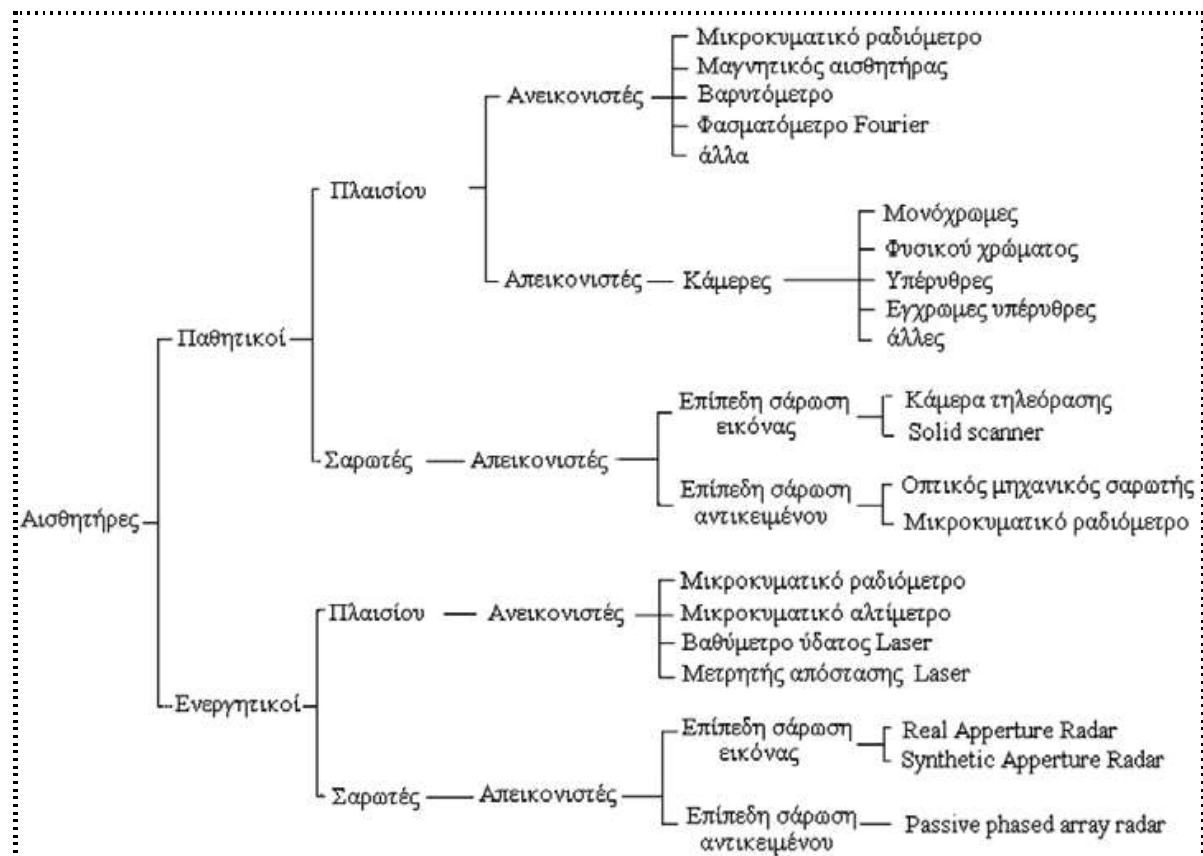 Μικροκυματικό ραδιόμετρο
Μαγνητικός αισθητήρας
Ανεικονιστές
Βαρυτόμετρο
Φασματόμετρο Fourier
άλλα
Πλαισίου
Μονόχρωμες
Φυσικού χρώματος
Απεικονιστές
Κάμερες
Υπέρυθρες
Εγχρωμες υπέρυθρες
άλλες
Παθητικοί
Επίπεδη σάρωση
εικόνας
Κάμερα τηλεόρασης
Solid scanner
Σαρωτές
Απεικονιστές
Επίπεδη σάρωση
αντικειμένου
Οπτικός μηχανικός σαρωτής
Μικροκυματικό ραδιόμετρο
Αισθητήρες
Μικροκυματικό ραδιόμετρο
Πλαισίου
Ανεικονιστές
Μικροκυματικό αλτίμετρο
Βαθύμετρο ύδατος Laser
Μετρητής απόστασης Laser
Ενεργητικοί
Επίπεδη σάρωση
εικόνας
Real Apperture Radar
Synthetic Apperture Radar
Σαρωτές
Απεικονιστές
Επίπεδη σάρωση
αντικειμένου
Passive phased array radar